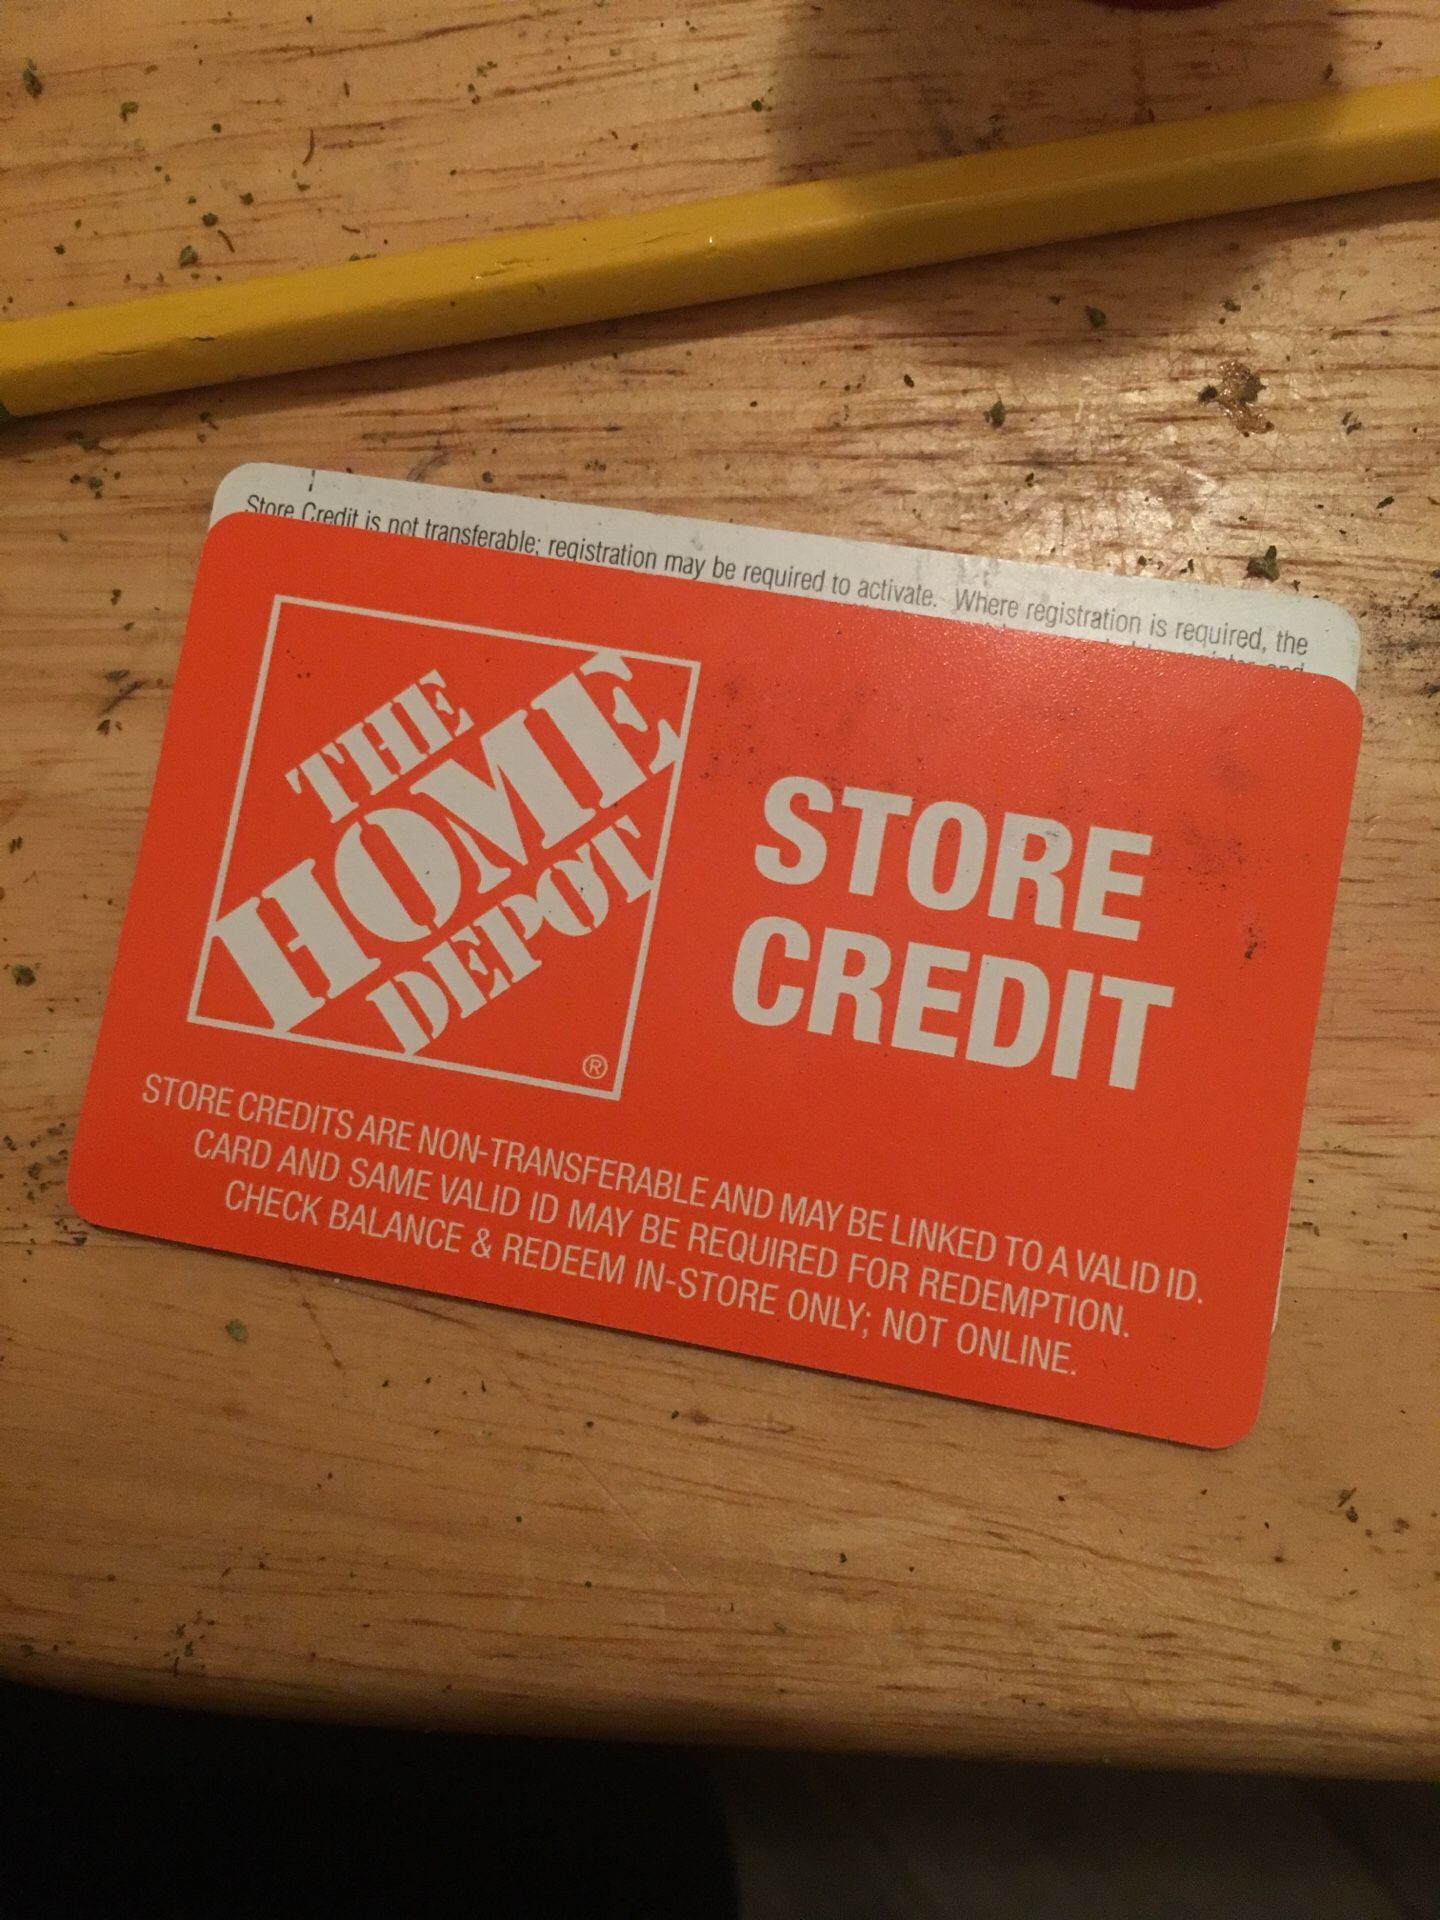 Store Credit is not transferable; registration may be required to activate. Where registration is required, the
THE
HOME
DEPOT
®
STORE
CREDIT
STORE CREDITS ARE NON-TRANSFERABLE AND MAY BE LINKED TO A VALID ID.
CARD AND SAME VALID ID MAY BE REQUIRED FOR REDEMPTION.
CHECK BALANCE & REDEEM IN-STORE ONLY; NOT ONLINE.